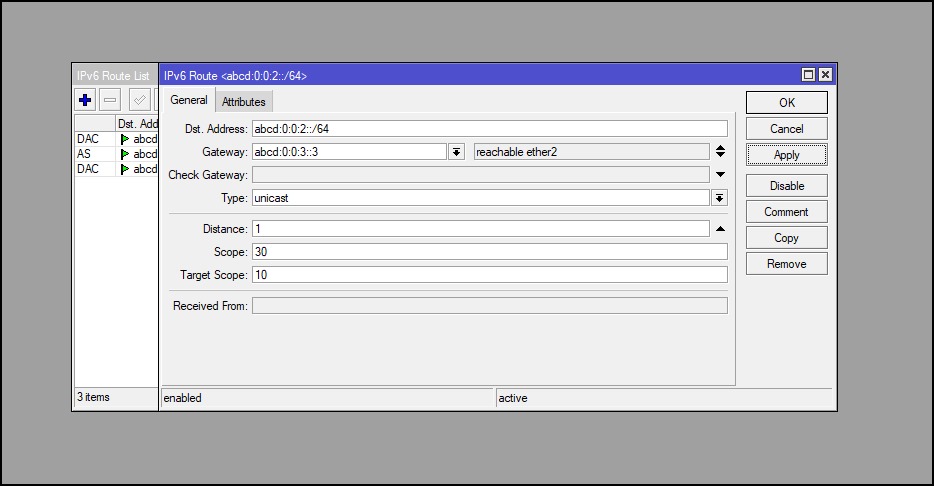 IPv6 Route List
IPv6 Route <abcd:0:0:2::/64>
Dst. Add
DAC abcd
AS abcd
DAC abcd
3 items
General Attributes
Dst. Address: abcd:0:0:2::/64
Gateway: abcd:0:0:3::3 reachable ether2
Check Gateway:
Type: unicast
Distance: 1
Scope: 30
Target Scope: 10
Received From:
enabled active
OK
Cancel
Apply
Disable
Comment
Copy
Remove